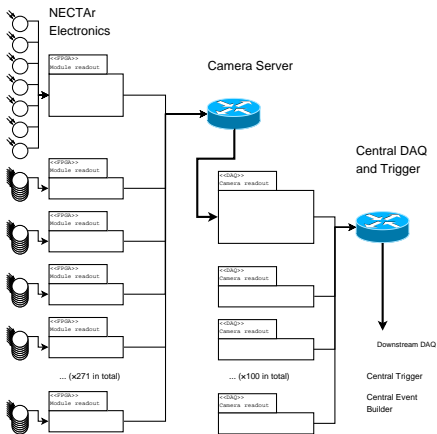 NECTAr
Electronics
<<FPGA>>
Module readout
Camera Server
<<FPGA>>
Module readout
<<FPGA>>
Module readout
<<FPGA>>
Module readout
<<FPGA>>
Module readout
... (×271 in total)
<<FPGA>>
Module readout
<<DAQ>>
Camera readout
<<DAQ>>
Camera readout
<<DAQ>>
Camera readout
... (×100 in total)
<<DAQ>>
Camera readout
Central DAQ
and Trigger
Downstream DAQ
Central Trigger
Central Event
Builder